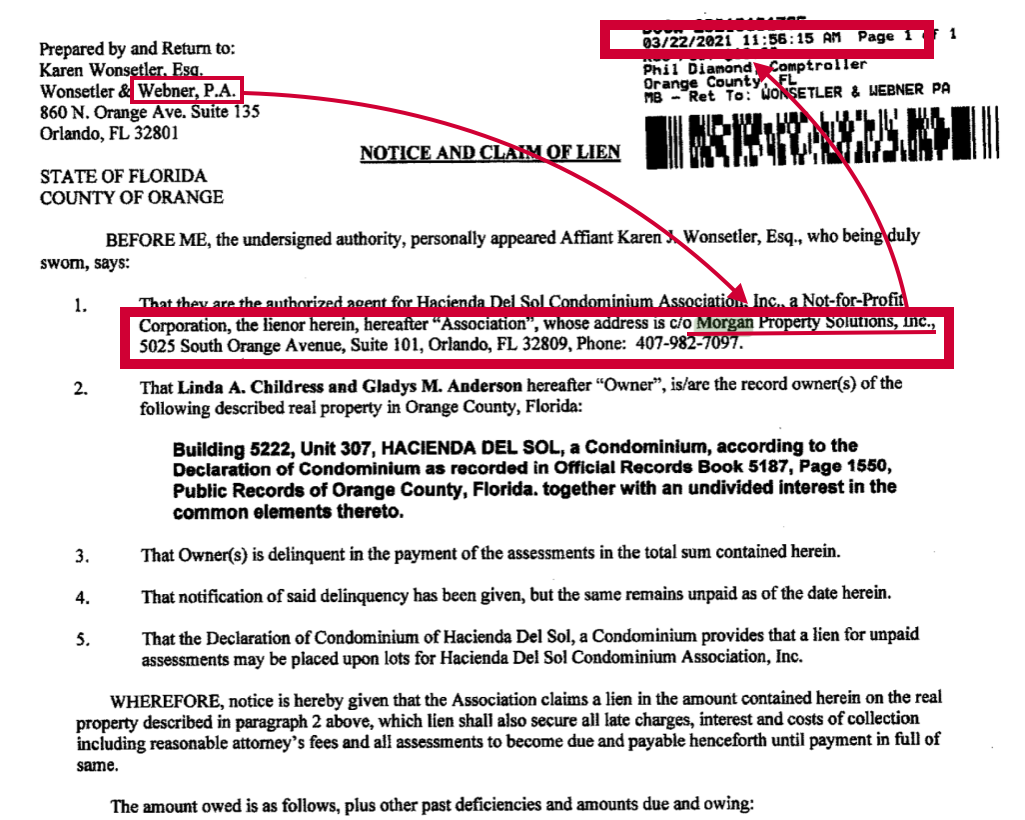 Prepared by and Return to:
Karen Wonsetler, Esq.
Wonsetler & Webner, P.A.
860 N. Orange Ave. Suite 135
Orlando, FL 32801
03/22/2021 11:56:15 AM Page 1 of 1
Phil Diamond, Comptroller
Orange County, FL
MB - Ret To: WONSETLER & WEBNER PA
NOTICE AND CLAIM OF LIEN
STATE OF FLORIDA
COUNTY OF ORANGE
BEFORE ME, the undersigned authority, personally appeared Affiant Karen J. Wonsetler, Esq., who being duly
sworn, says:
1. That they are the authorized agent for Hacienda Del Sol Condominium Association, Inc., a Not-for-Profit
Corporation, the lienor herein, hereafter “Association”, whose address is c/o Morgan Property Solutions, Inc.,
5025 South Orange Avenue, Suite 101, Orlando, FL 32809, Phone: 407-982-7097.
2. That Linda A. Childress and Gladys M. Anderson hereafter “Owner”, is/are the record owner(s) of the
following described real property in Orange County, Florida:
Building 5222, Unit 307, HACIENDA DEL SOL, a Condominium, according to the
Declaration of Condominium as recorded in Official Records Book 5187, Page 1550,
Public Records of Orange County, Florida. together with an undivided interest in the
common elements thereto.
3. That Owner(s) is delinquent in the payment of the assessments in the total sum contained herein.
4. That notification of said delinquency has been given, but the same remains unpaid as of the date herein.
5. That the Declaration of Condominium of Hacienda Del Sol, a Condominium provides that a lien for unpaid
assessments may be placed upon lots for Hacienda Del Sol Condominium Association, Inc.
WHEREFORE, notice is hereby given that the Association claims a lien in the amount contained herein on the real
property described in paragraph 2 above, which lien shall also secure all late charges, interest and costs of collection
including reasonable attorney’s fees and all assessments to become due and payable henceforth until payment in full of
same.
The amount owed is as follows, plus other past deficiencies and amounts due and owing: